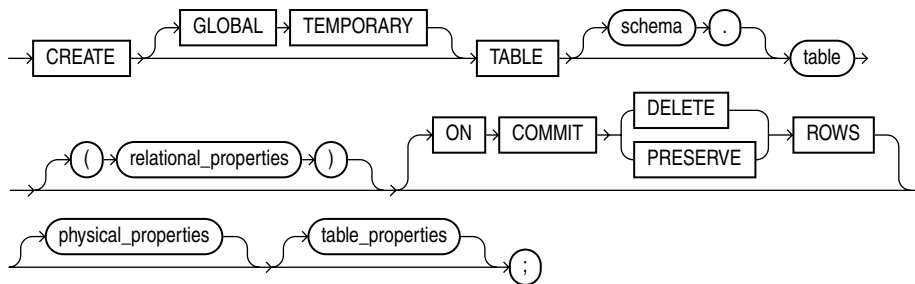 GLOBAL TEMPORARY schema .
CREATE TABLE table
DELETE
ON COMMIT ROWS
( relational_properties ) PRESERVE
physical_properties table_properties
;